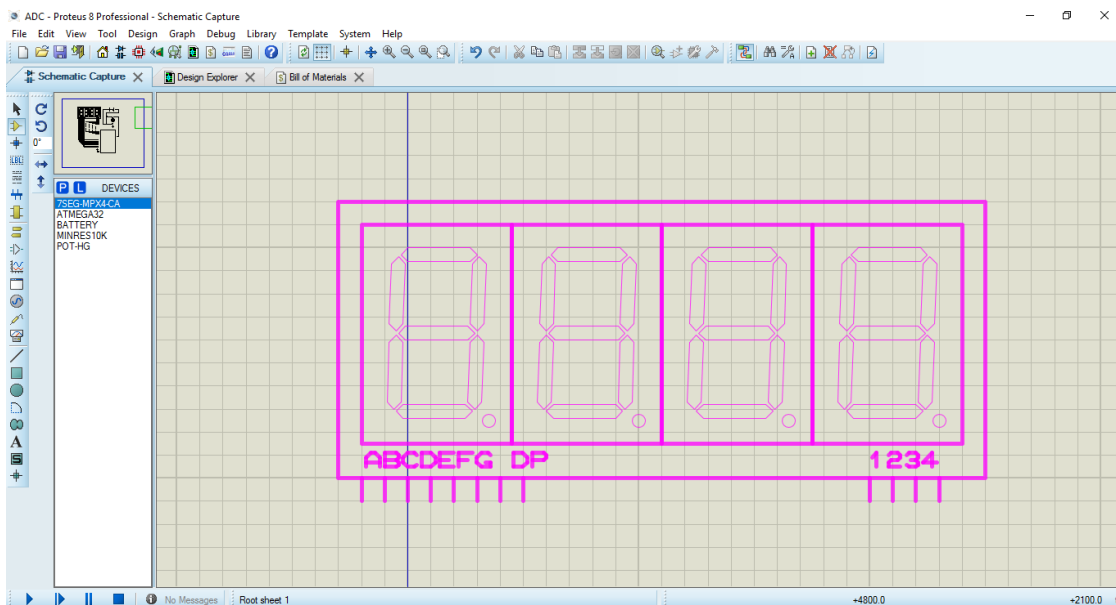 ADC - Proteus 8 Professional - Schematic Capture
File Edit View Tool Design Graph Debug Library Template System Help
Schematic Capture Design Explorer Bill of Materials
0°
LBL
P L DEVICES
7SEG-MPX4-CA
ATMEGA32
BATTERY
MINRES10K
POT-HG
A
S
ABCDEFG DP 1234
No Messages Root sheet 1 +4800.0 +2100.0